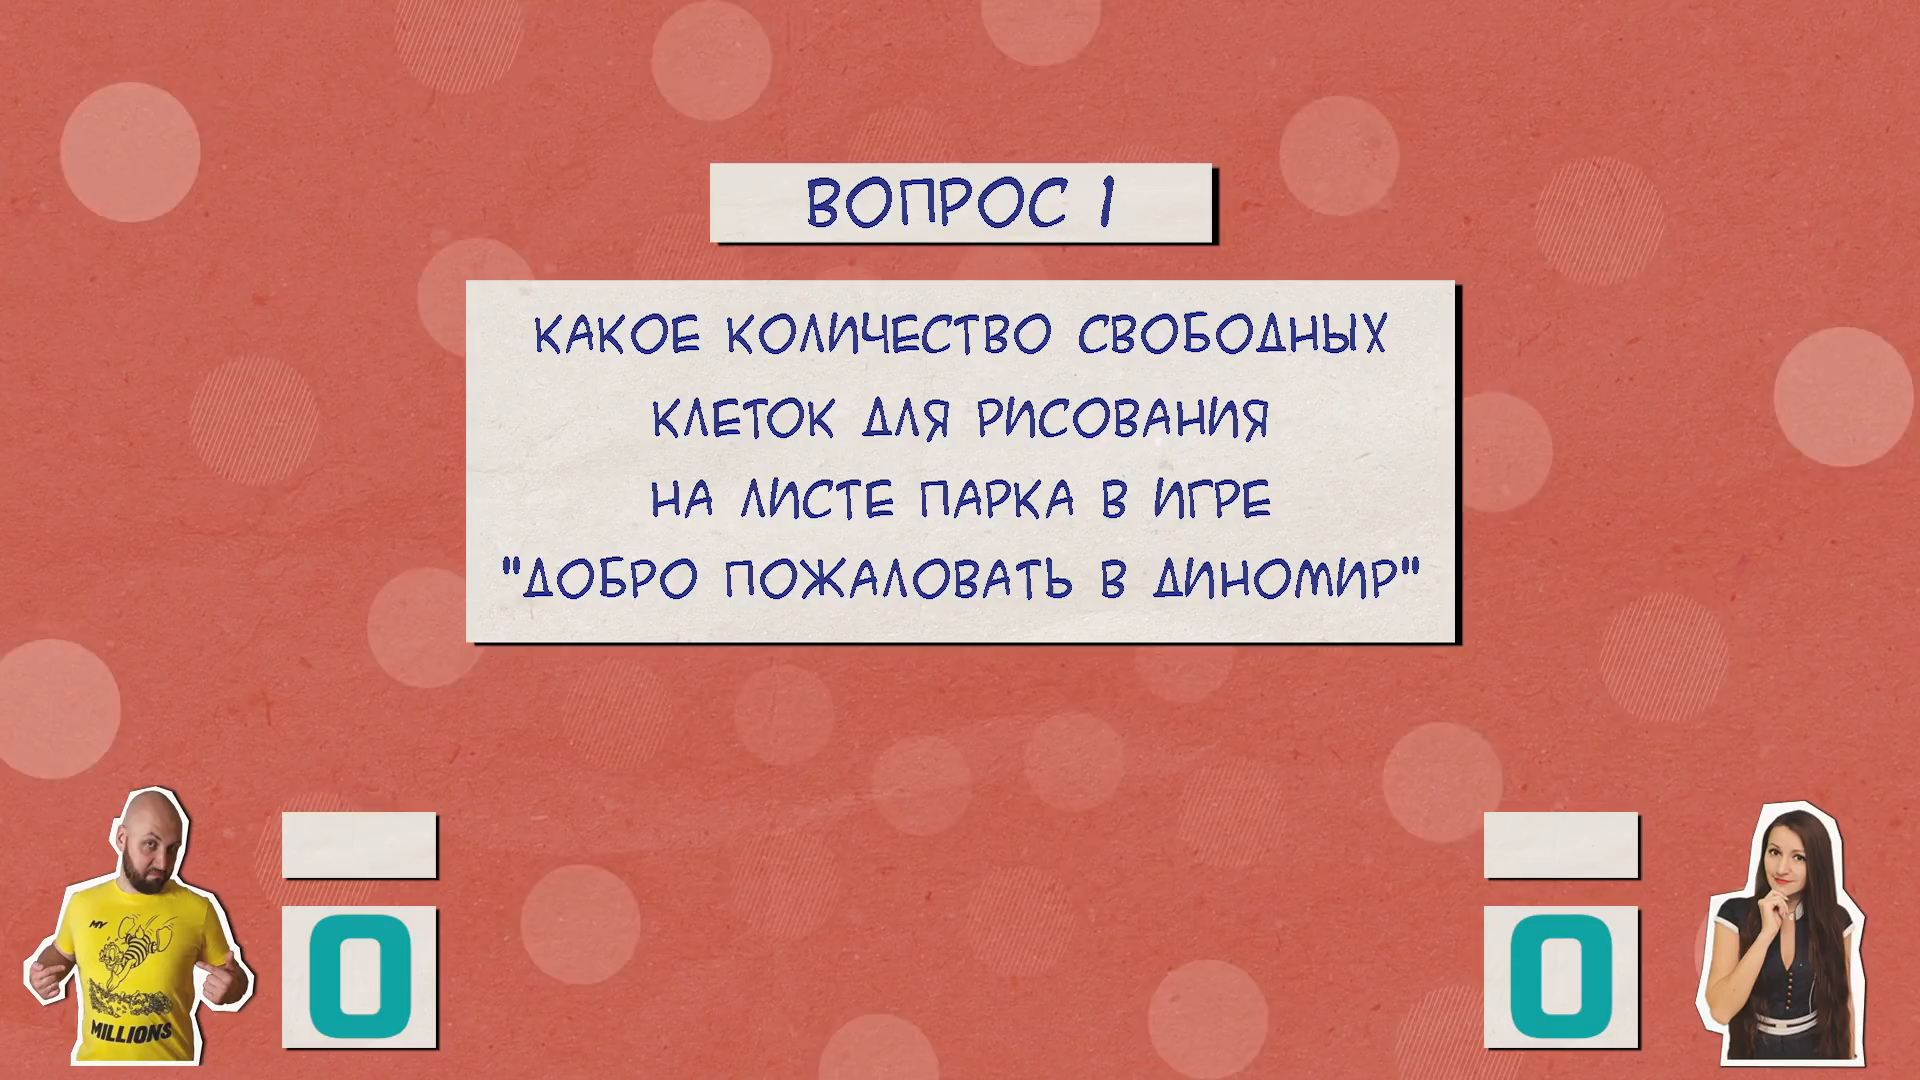 ВОПРОС 1
КАКОЕ КОЛИЧЕСТВО СВОБОДНЫХ
КЛЕТОК ДЛЯ РИСОВАНИЯ
НА ЛИСТЕ ПАРКА В ИГРЕ
"ДОБРО ПОЖАЛОВАТЬ В ДИНОМИР"
MY
MILLIONS
0
0